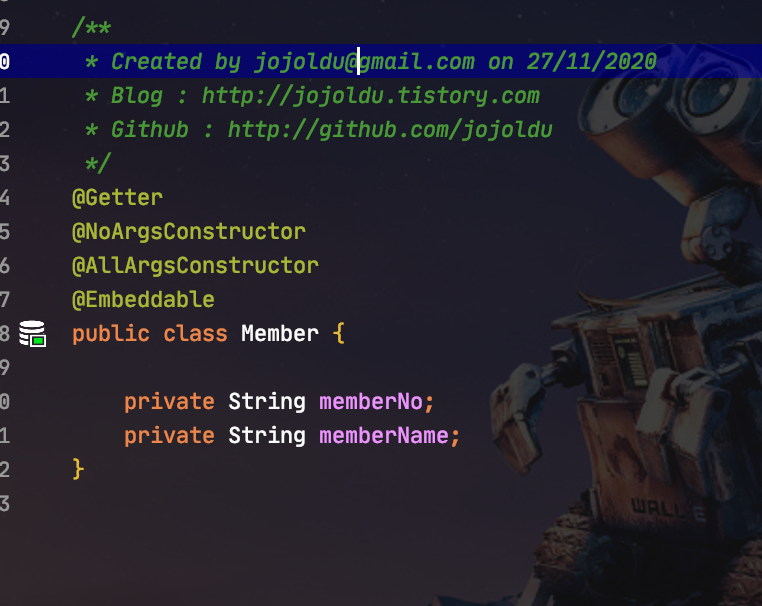 9 /**
0 * Created by jojoldu@gmail.com on 27/11/2020
1 * Blog : http://jojoldu.tistory.com
2 * Github : http://github.com/jojoldu
3 */
4 @Getter
5 @NoArgsConstructor
6 @AllArgsConstructor
7 @Embeddable
8 public class Member {
9
0 private String memberNo;
1 private String memberName;
2 }
3